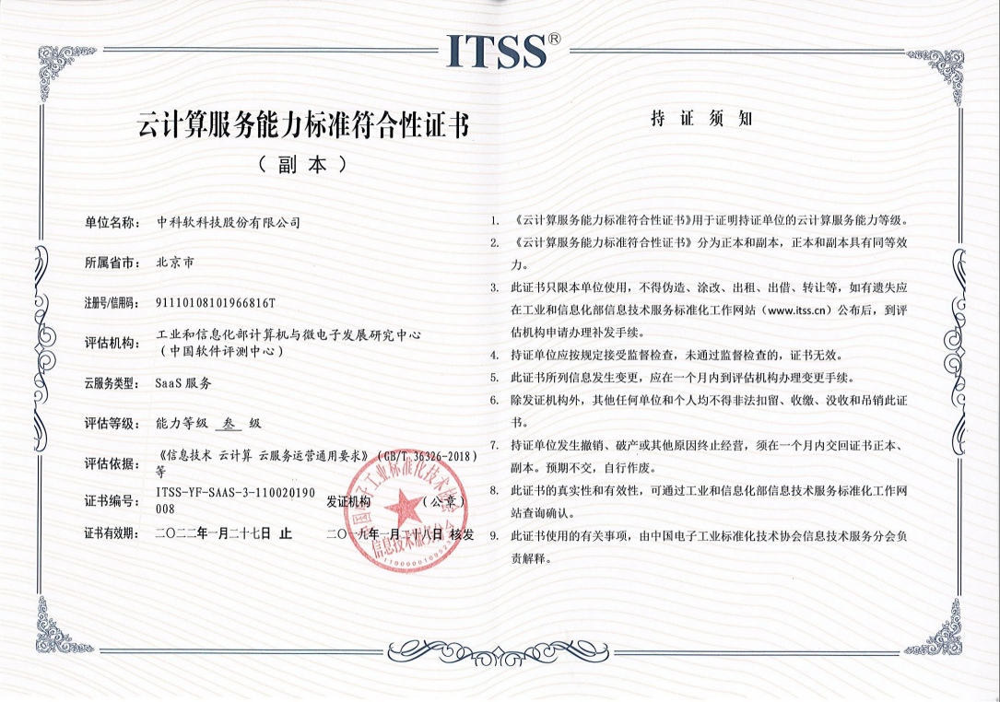 ITSS®
云计算服务能力标准符合性证书
（副本）
单位名称： 中科软科技股份有限公司
所属省市： 北京市
注册号/信用码： 91110108101966816T
评估机构： 工业和信息化部计算机与微电子发展研究中心
（中国软件评测中心）
云服务类型： SaaS 服务
评估等级： 能力等级 叁 级
评估依据： 《信息技术 云计算 云服务运营通用要求》（GB/T 36326-2018）
等
证书编号： ITSS-YF-SAAS-3-110020190
008
发证机构 （公章）
证书有效期： 二〇二二年一月二十七日 止 二〇一九年一月二十八日 核发
中国电子工业标准化技术协会
信息技术服务分会
持证须知
1. 《云计算服务能力标准符合性证书》用于证明持证单位的云计算服务能力等级。
2. 《云计算服务能力标准符合性证书》分为正本和副本，正本和副本具有同等效
力。
3. 此证书只限本单位使用，不得伪造、涂改、出租、出借、转让等，如有遗失应
在工业和信息化部信息技术服务标准化工作网站（www.itss.cn）公布后，到评
估机构申请办理补发手续。
4. 持证单位应按规定接受监督检查，未通过监督检查的，证书无效。
5. 此证书所列信息发生变更，应在一个月内到评估机构办理变更手续。
6. 除发证机构外，其他任何单位和个人均不得非法扣留、收缴、没收和吊销此证
书。
7. 持证单位发生撤销、破产或其他原因终止经营，须在一个月内交回证书正本、
副本。预期不交，自行作废。
8. 此证书的真实性和有效性，可通过工业和信息化部信息技术服务标准化工作网
站查询确认。
9. 此证书使用的有关事项，由中国电子工业标准化技术协会信息技术服务分会负
责解释。